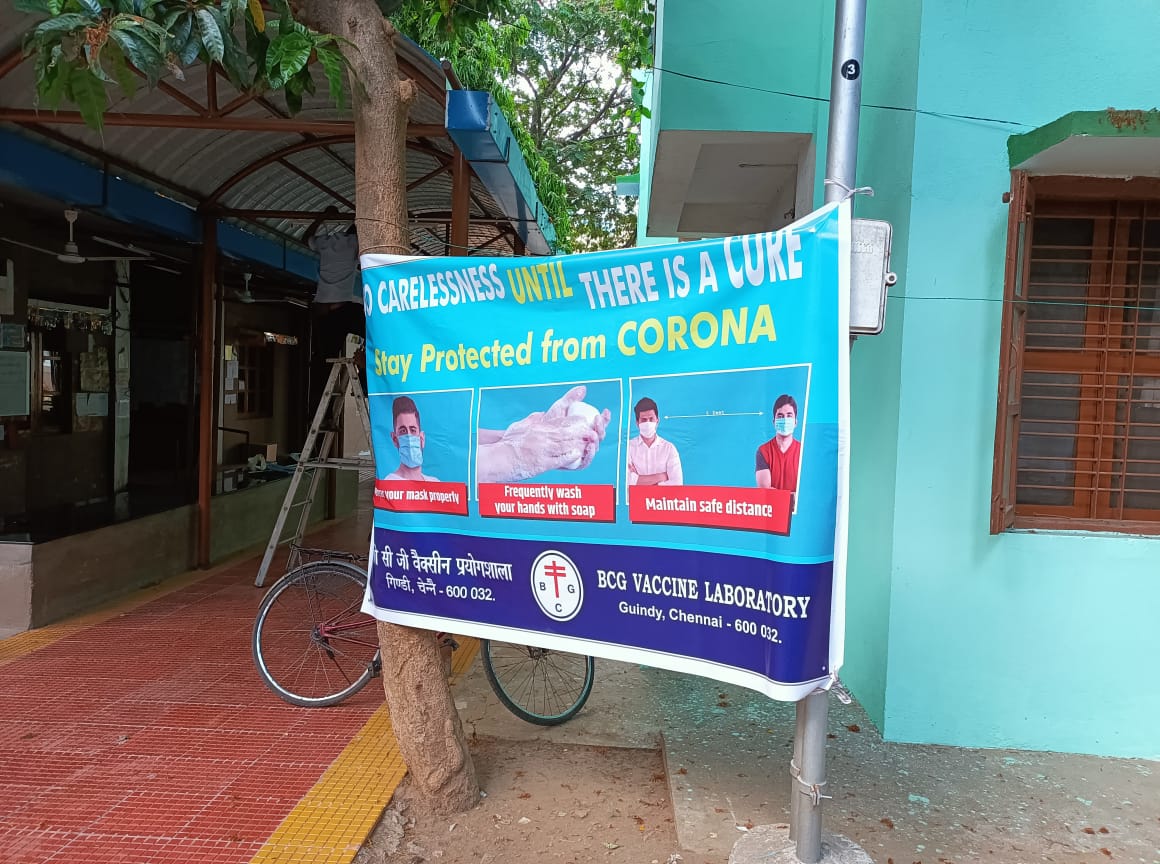 3
CARELESSNESS UNTIL THERE IS A CURE
Stay Protected from CORONA
your mask properly
Frequently wash
your hands with soap
Maintain safe distance
सी जी वैक्सीन प्रयोगशाला
गिण्डी, चेन्नै - 600 032.
B G
C
BCG VACCINE LABORATORY
Guindy, Chennai - 600 032.